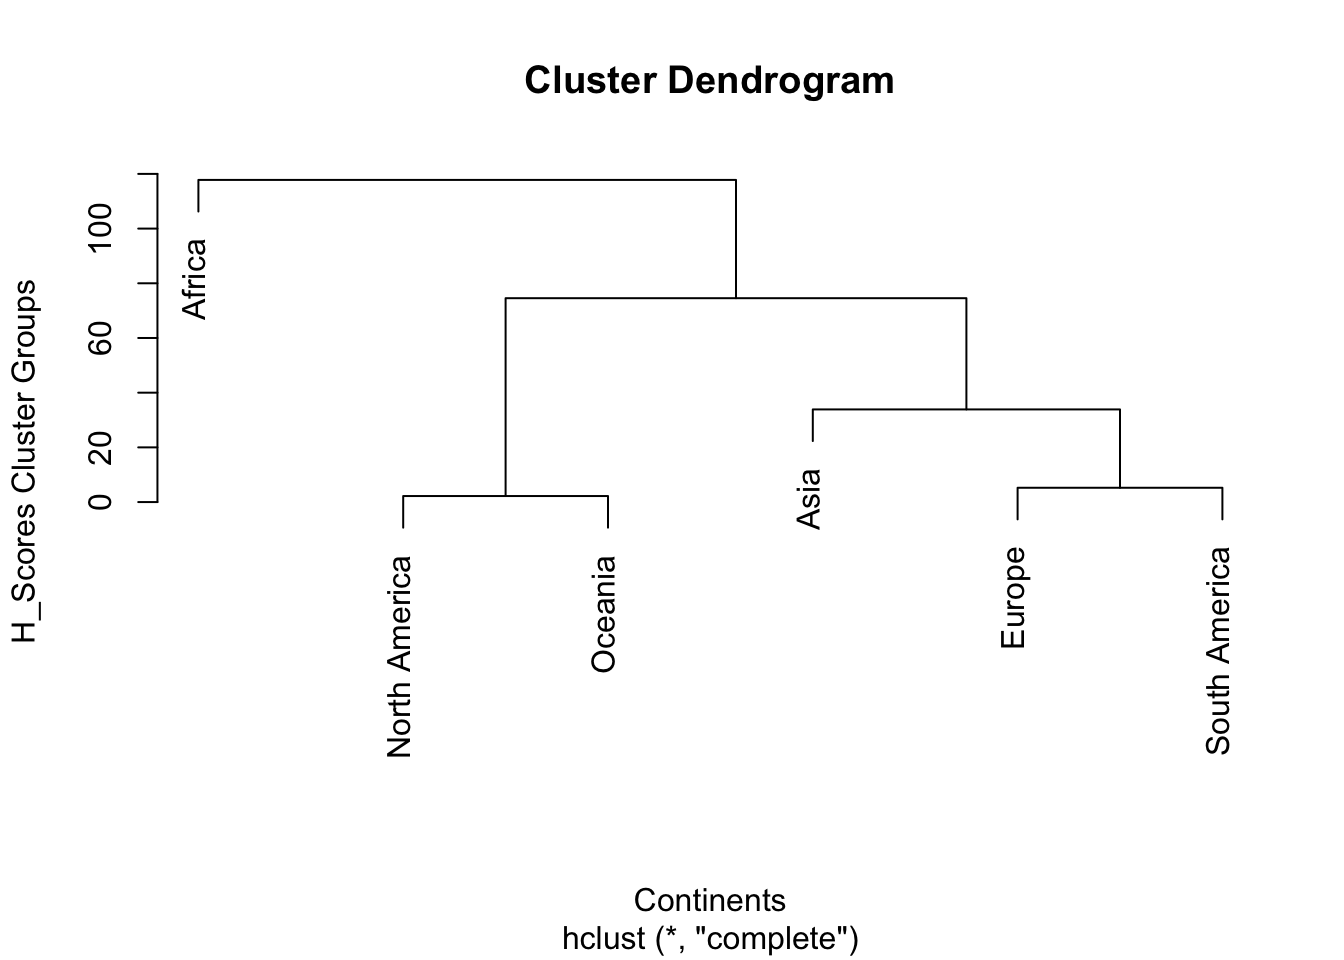 Cluster Dendrogram
H_Scores Cluster Groups
100
60
20
0
Africa
North America
Oceania
Asia
Europe
South America
Continents
hclust (*, "complete")